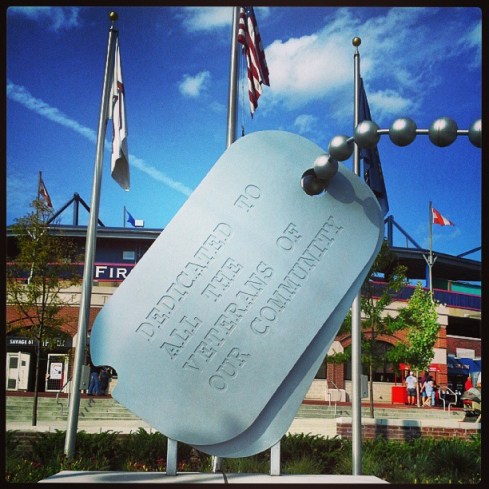 DEDICATED TO
ALL THE
VETERANS OF
OUR COMMUNITY
FIR